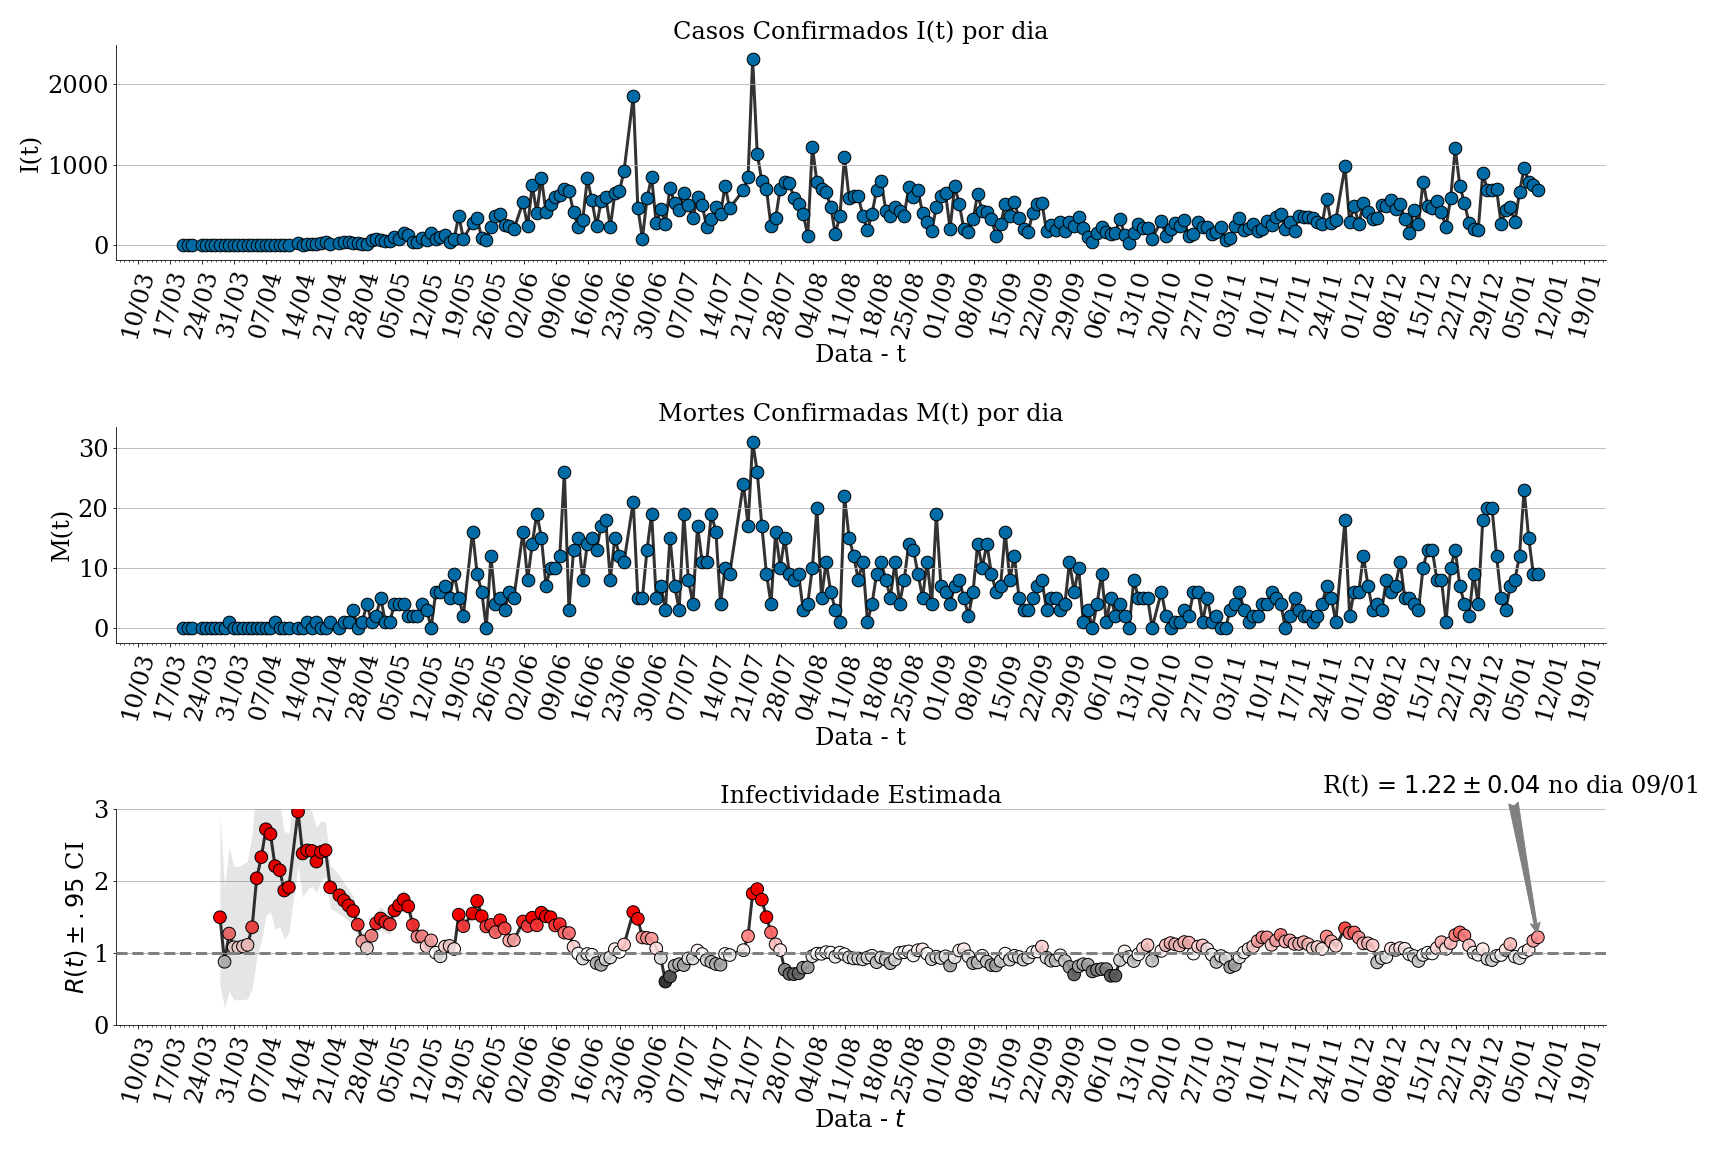 Casos Confirmados I(t) por dia
I(t)
2000
1000
0
10/03 17/03 24/03 31/03 07/04 14/04 21/04 28/04 05/05 12/05 19/05 26/05 02/06 09/06 16/06 23/06 30/06 07/07 14/07 21/07 28/07 04/08 11/08 18/08 25/08 01/09 08/09 15/09 22/09 29/09 06/10 13/10 20/10 27/10 03/11 10/11 17/11 24/11 01/12 08/12 15/12 22/12 29/12 05/01 12/01 19/01
Data - t
Mortes Confirmadas M(t) por dia
M(t)
30
20
10
0
10/03 17/03 24/03 31/03 07/04 14/04 21/04 28/04 05/05 12/05 19/05 26/05 02/06 09/06 16/06 23/06 30/06 07/07 14/07 21/07 28/07 04/08 11/08 18/08 25/08 01/09 08/09 15/09 22/09 29/09 06/10 13/10 20/10 27/10 03/11 10/11 17/11 24/11 01/12 08/12 15/12 22/12 29/12 05/01 12/01 19/01
Data - t
R(t) = 1.22 ± 0.04 no dia 09/01
Infectividade Estimada
R(t) ± .95 CI
3
2
1
0
10/03 17/03 24/03 31/03 07/04 14/04 21/04 28/04 05/05 12/05 19/05 26/05 02/06 09/06 16/06 23/06 30/06 07/07 14/07 21/07 28/07 04/08 11/08 18/08 25/08 01/09 08/09 15/09 22/09 29/09 06/10 13/10 20/10 27/10 03/11 10/11 17/11 24/11 01/12 08/12 15/12 22/12 29/12 05/01 12/01 19/01
Data - t